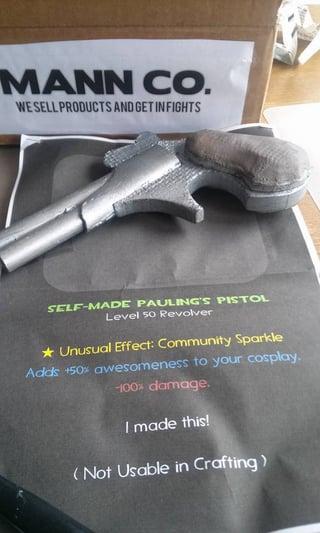 MANN CO.
WE SELL PRODUCTS AND GET IN FIGHTS
SELF-MADE PAULING'S PISTOL
Level 50 Revolver
★ Unusual Effect: Community Sparkle
Adds +50% awesomeness to your cosplay.
-100% damage.
I made this!
( Not Usable in Crafting )